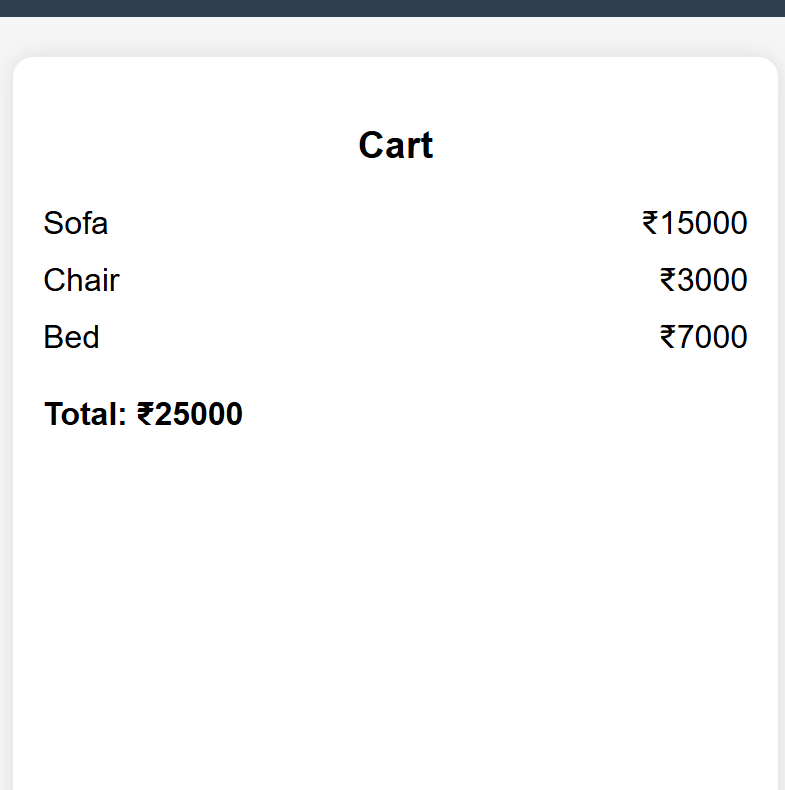 Cart
Sofa ₹15000
Chair ₹3000
Bed ₹7000
Total: ₹25000